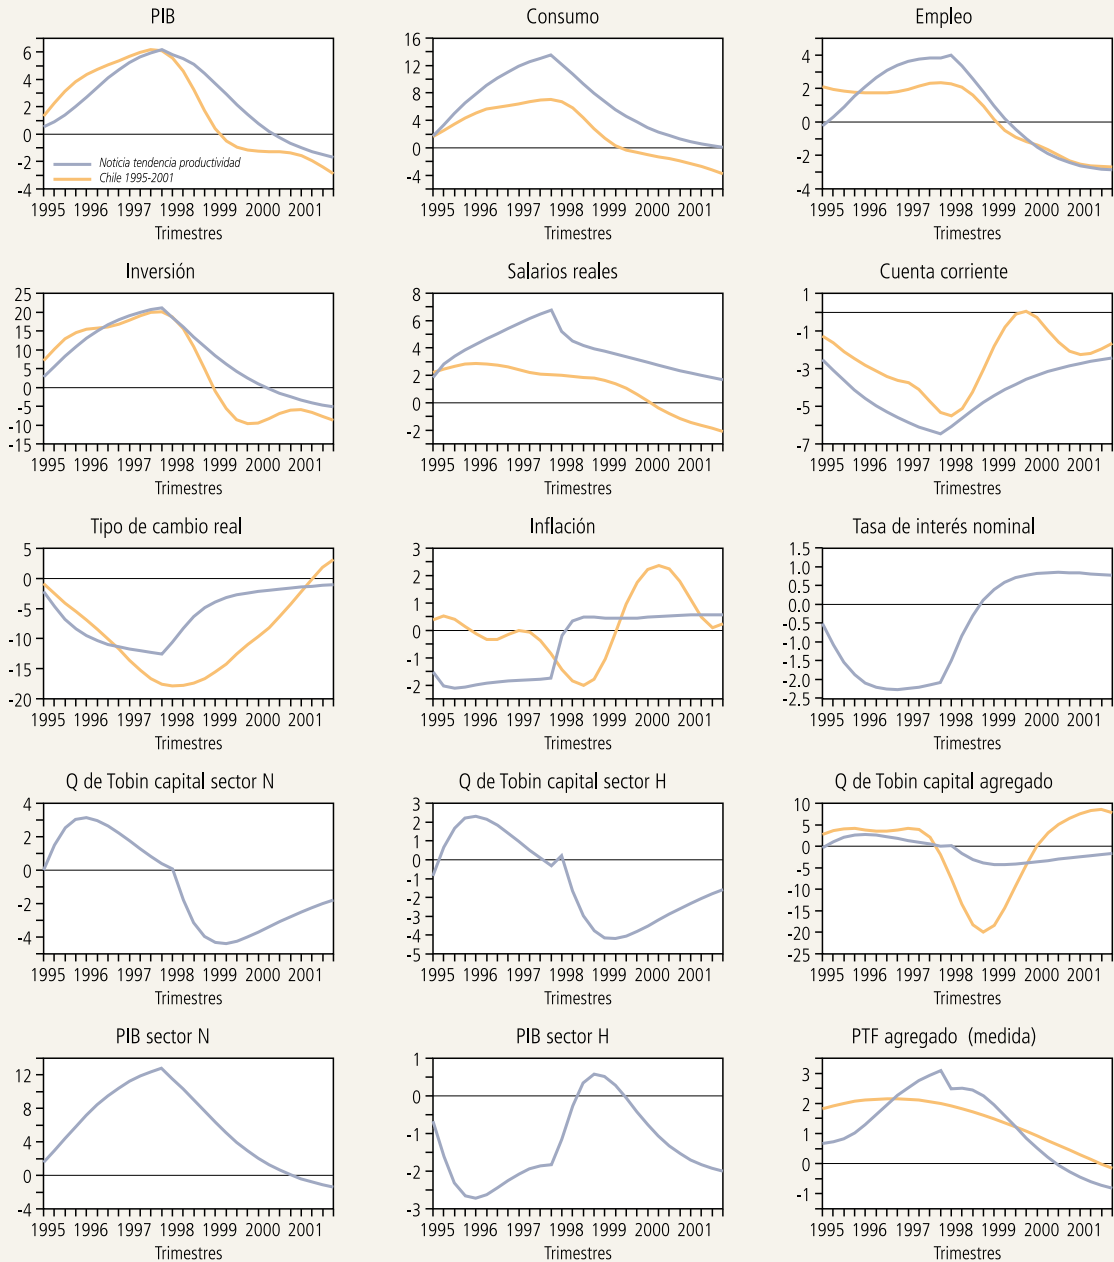 PIB
6
4
2
0
-2
-4
Noticia tendencia productividad
Chile 1995-2001
1995 1996 1997 1998 1999 2000 2001
Trimestres
Consumo
16
12
8
4
0
-4
1995 1996 1997 1998 1999 2000 2001
Trimestres
Empleo
4
2
0
-2
-4
1995 1996 1997 1998 1999 2000 2001
Trimestres
Inversión
25
20
15
10
5
0
-5
-10
-15
1995 1996 1997 1998 1999 2000 2001
Trimestres
Salarios reales
8
6
4
2
0
-2
1995 1996 1997 1998 1999 2000 2001
Trimestres
Cuenta corriente
1
-1
-3
-5
-7
1995 1996 1997 1998 1999 2000 2001
Trimestres
Tipo de cambio real
5
0
-5
-10
-15
-20
1995 1996 1997 1998 1999 2000 2001
Trimestres
Inflación
3
2
1
0
-1
-2
1995 1996 1997 1998 1999 2000 2001
Trimestres
Tasa de interés nominal
1.5
1.0
0.5
0.0
-0.5
-1.0
-1.5
-2.0
-2.5
1995 1996 1997 1998 1999 2000 2001
Trimestres
Q de Tobin capital sector N
4
2
0
-2
-4
1995 1996 1997 1998 1999 2000 2001
Trimestres
Q de Tobin capital sector H
3
2
1
0
-1
-2
-3
-4
-5
1995 1996 1997 1998 1999 2000 2001
Trimestres
Q de Tobin capital agregado
10
5
0
-5
-10
-15
-20
-25
1995 1996 1997 1998 1999 2000 2001
Trimestres
PIB sector N
12
8
4
0
-4
1995 1996 1997 1998 1999 2000 2001
Trimestres
PIB sector H
1
0
-1
-2
-3
1995 1996 1997 1998 1999 2000 2001
Trimestres
PTF agregado (medida)
3
2
1
0
-1
1995 1996 1997 1998 1999 2000 2001
Trimestres